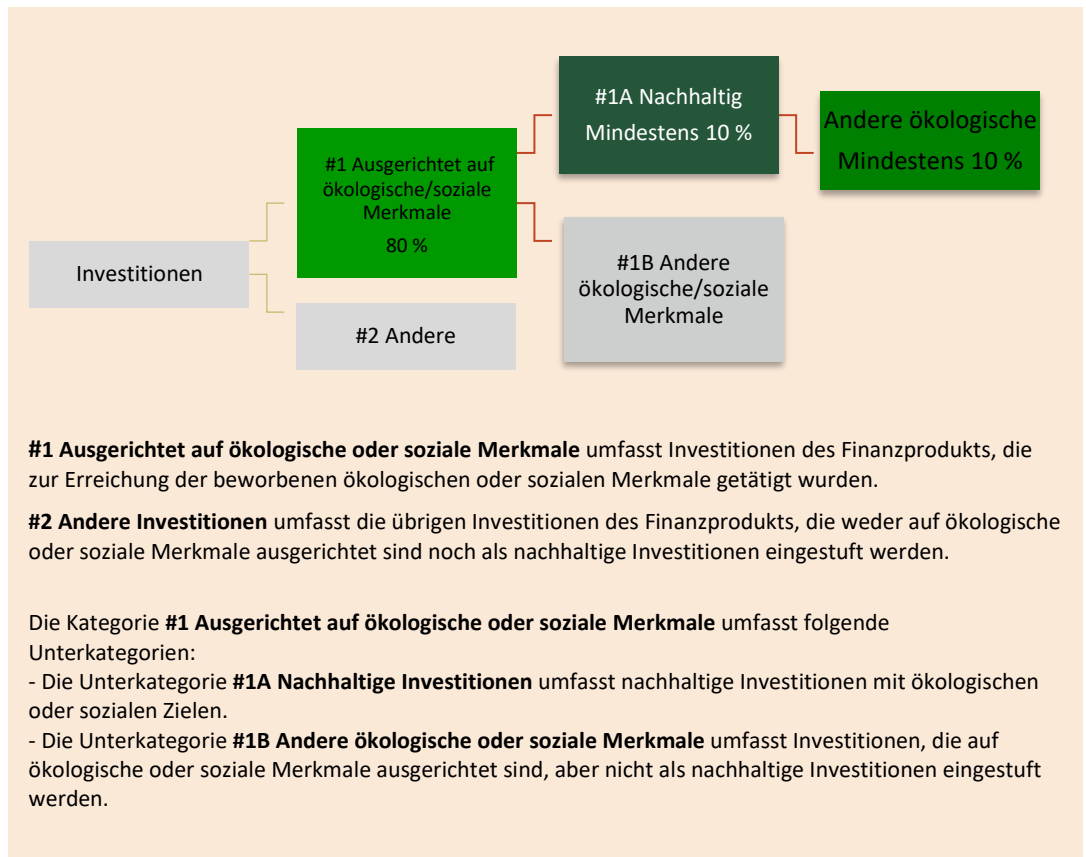 #1A Nachhaltig
Mindestens 10 %
Andere ökologische
Mindestens 10 %
#1 Ausgerichtet auf
ökologische/soziale
Merkmale
80 %
Investitionen
#1B Andere
ökologische/soziale
Merkmale
#2 Andere
#1 Ausgerichtet auf ökologische oder soziale Merkmale umfasst Investitionen des Finanzprodukts, die
zur Erreichung der beworbenen ökologischen oder sozialen Merkmale getätigt wurden.
#2 Andere Investitionen umfasst die übrigen Investitionen des Finanzprodukts, die weder auf ökologische
oder soziale Merkmale ausgerichtet sind noch als nachhaltige Investitionen eingestuft werden.
Die Kategorie #1 Ausgerichtet auf ökologische oder soziale Merkmale umfasst folgende
Unterkategorien:
- Die Unterkategorie #1A Nachhaltige Investitionen umfasst nachhaltige Investitionen mit ökologischen
oder sozialen Zielen.
- Die Unterkategorie #1B Andere ökologische oder soziale Merkmale umfasst Investitionen, die auf
ökologische oder soziale Merkmale ausgerichtet sind, aber nicht als nachhaltige Investitionen eingestuft
werden.